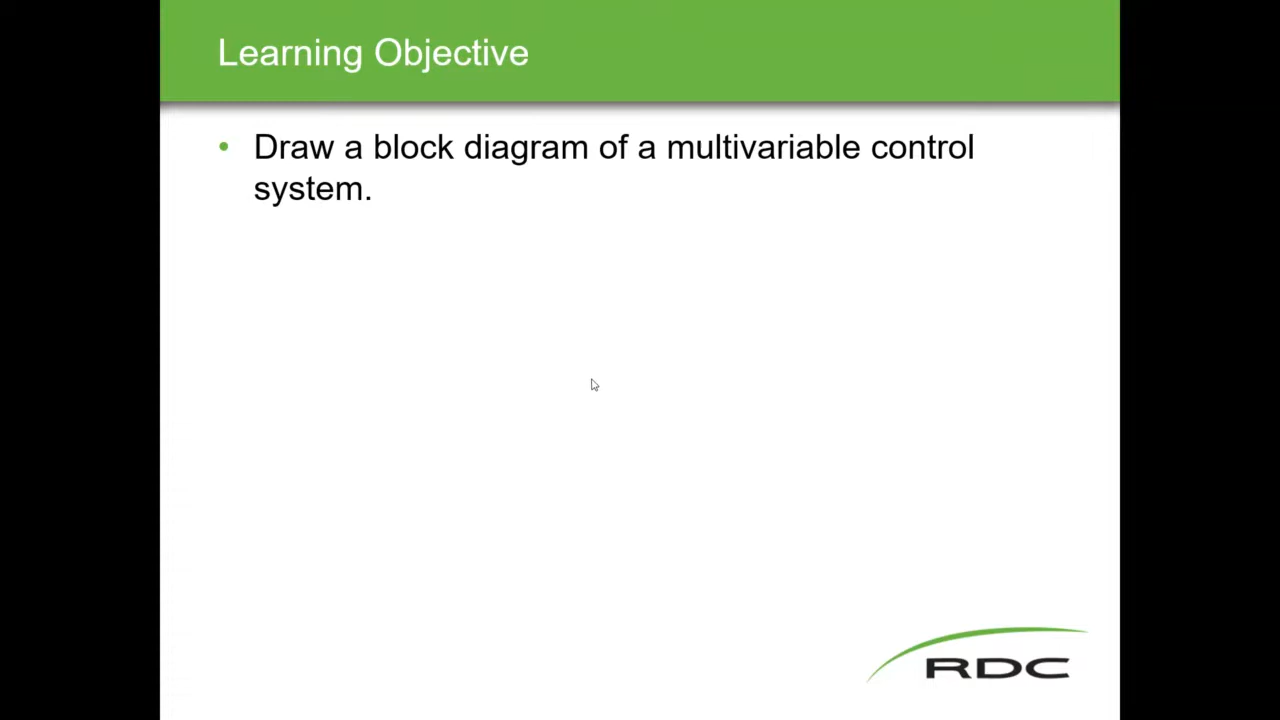 Learning Objective
• Draw a block diagram of a multivariable control
system.
RDC